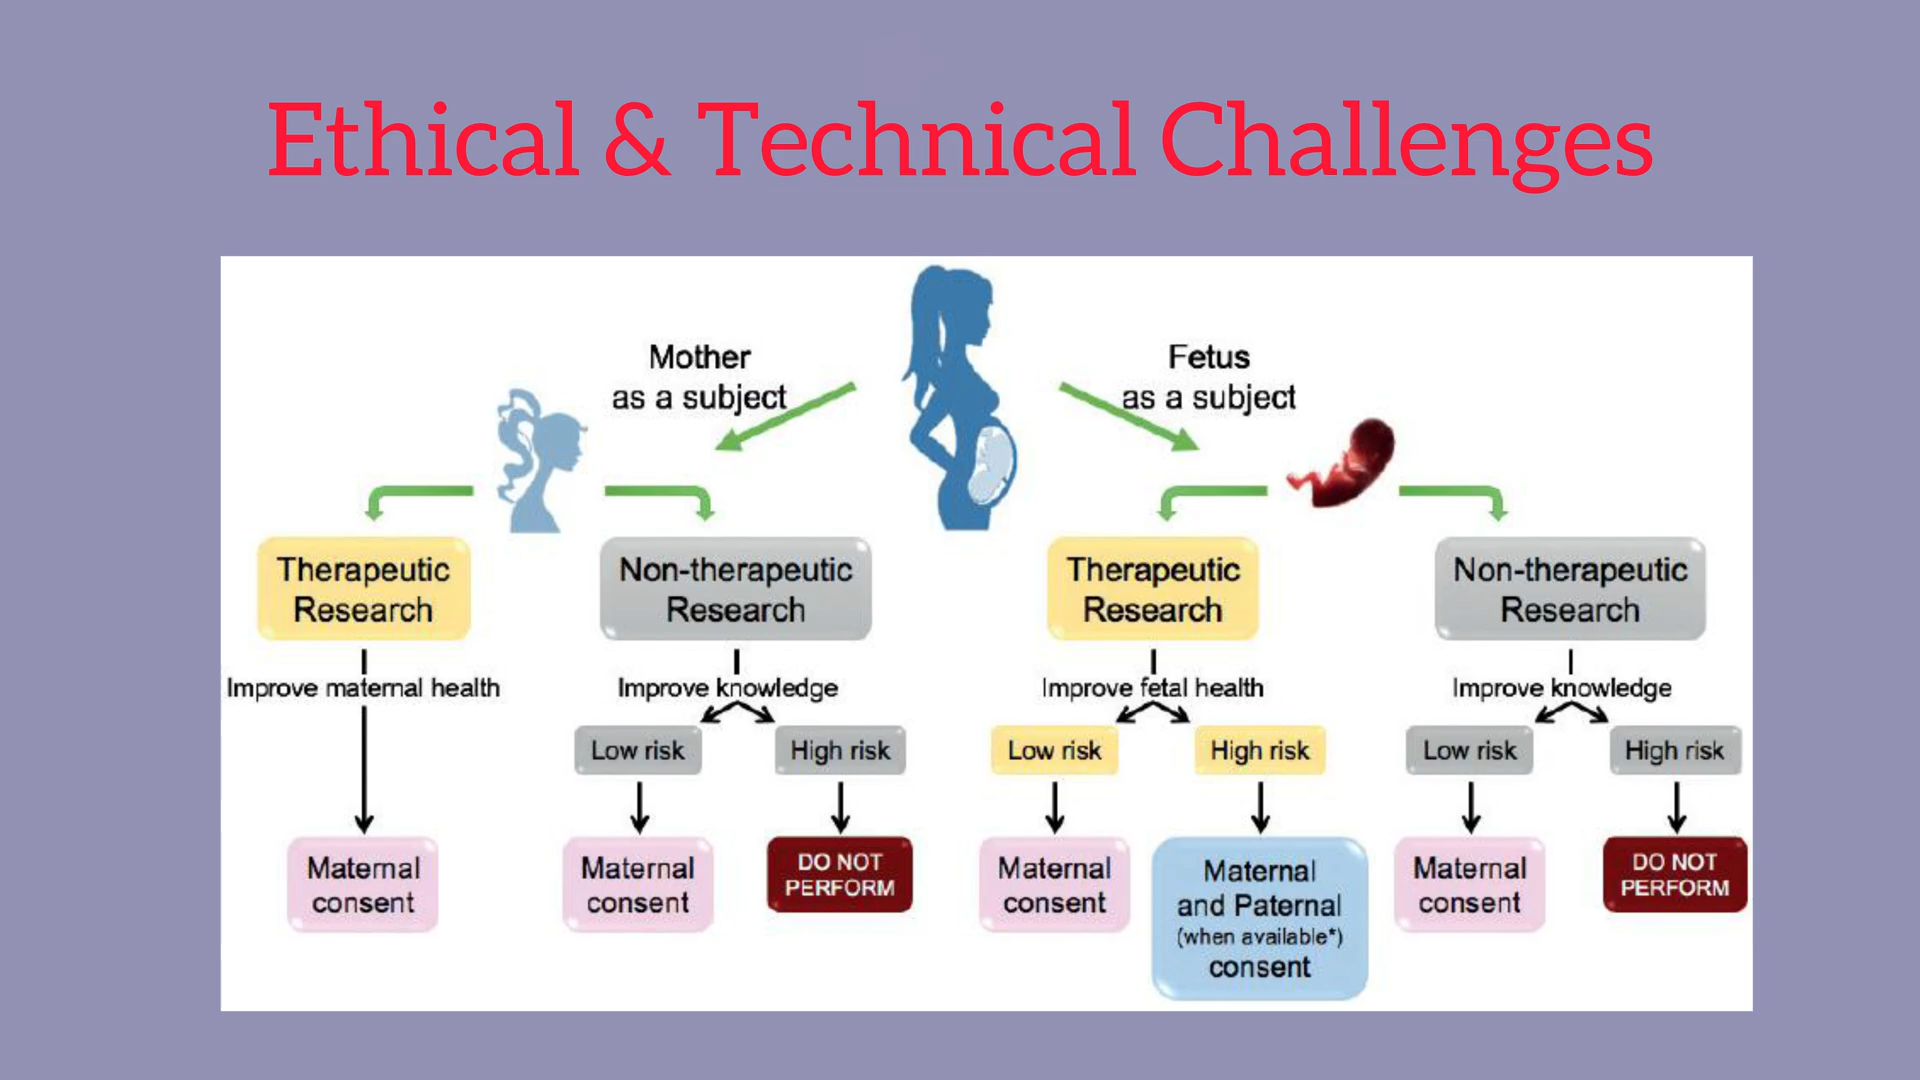 Ethical & Technical Challenges
Mother
as a subject
Fetus
as a subject
Therapeutic
Research
Non-therapeutic
Research
Therapeutic
Research
Non-therapeutic
Research
Improve maternal health
Improve knowledge
Improve fetal health
Improve knowledge
Low risk
High risk
Low risk
High risk
Low risk
High risk
Maternal
consent
Maternal
consent
DO NOT
PERFORM
Maternal
consent
Maternal
and Paternal
(when available*)
consent
Maternal
consent
DO NOT
PERFORM